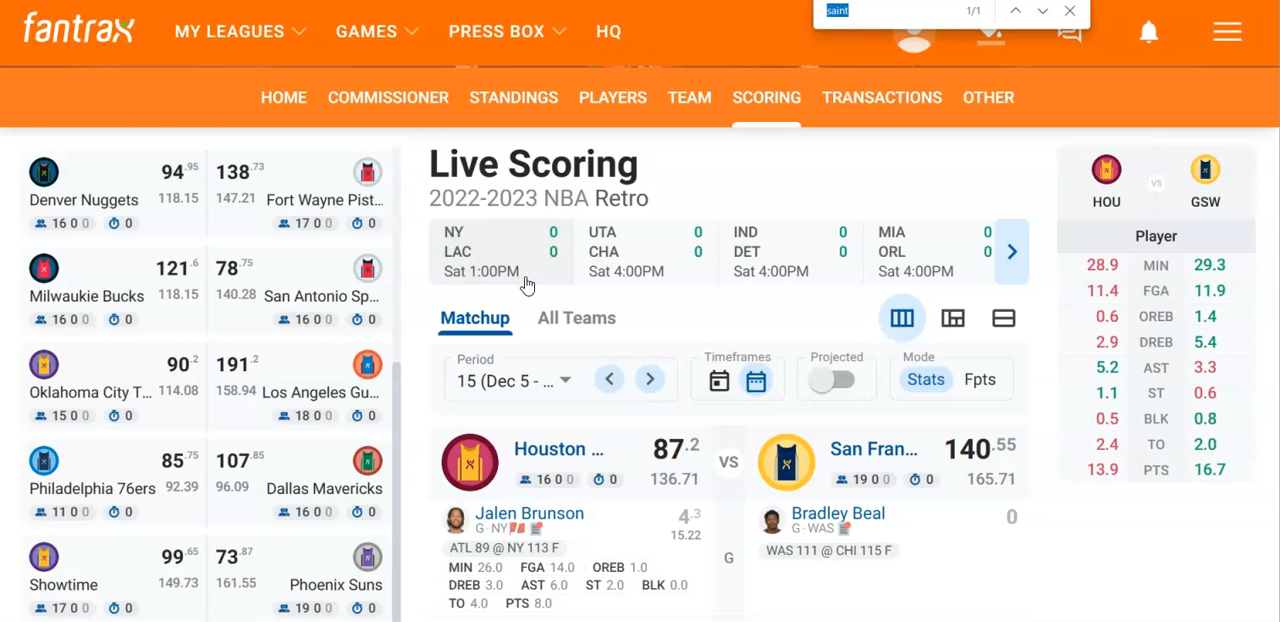 saint 1/1
fantrax MY LEAGUES GAMES PRESS BOX HQ
HOME COMMISSIONER STANDINGS PLAYERS TEAM SCORING TRANSACTIONS OTHER
94.95 138.73
Denver Nuggets 118.15 147.21 Fort Wayne Pist...
16 0 0 0 17 0 0 0
121.6 78.75
Milwaukie Bucks 118.15 140.28 San Antonio Sp...
16 0 0 0 16 0 0 0
90.2 191.2
Oklahoma City T... 114.08 158.94 Los Angeles Gu...
15 0 0 0 18 0 0 0
85.75 107.85
Philadelphia 76ers 92.39 96.09 Dallas Mavericks
11 0 0 0 16 0 0 0
99.65 73.87
Showtime 149.73 161.55 Phoenix Suns
17 0 0 0 19 0 0 0
Live Scoring
2022-2023 NBA Retro
NY 0 UTA 0 IND 0 MIA 0
LAC 0 CHA 0 DET 0 ORL 0
Sat 1:00PM Sat 4:00PM Sat 4:00PM Sat 4:00PM
Matchup All Teams
Period Timeframes Projected Mode
15 (Dec 5 - ... Stats Fpts
Houston ... 87.2 VS San Fran... 140.55
16 0 0 0 136.71 19 0 0 0 165.71
Jalen Brunson 4.3 Bradley Beal 0
G - NY 15.22 G - WAS
ATL 89 @ NY 113 F G WAS 111 @ CHI 115 F
MIN 26.0 FGA 14.0 OREB 1.0
DREB 3.0 AST 6.0 ST 2.0 BLK 0.0
TO 4.0 PTS 8.0
VS
HOU GSW
Player
28.9 MIN 29.3
11.4 FGA 11.9
0.6 OREB 1.4
2.9 DREB 5.4
5.2 AST 3.3
1.1 ST 0.6
0.5 BLK 0.8
2.4 TO 2.0
13.9 PTS 16.7